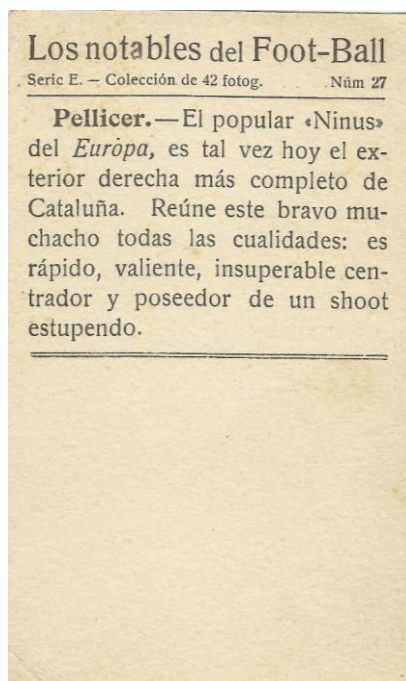 Los notables del Foot-Ball
Serie E. — Colección de 42 fotog. Núm 27
Pellicer.—El popular «Ninus»
del Europa, es tal vez hoy el ex-
terior derecha más completo de
Cataluña. Reúne este bravo mu-
chacho todas las cualidades: es
rápido, valiente, insuperable cen-
trador y poseedor de un shoot
estupendo.